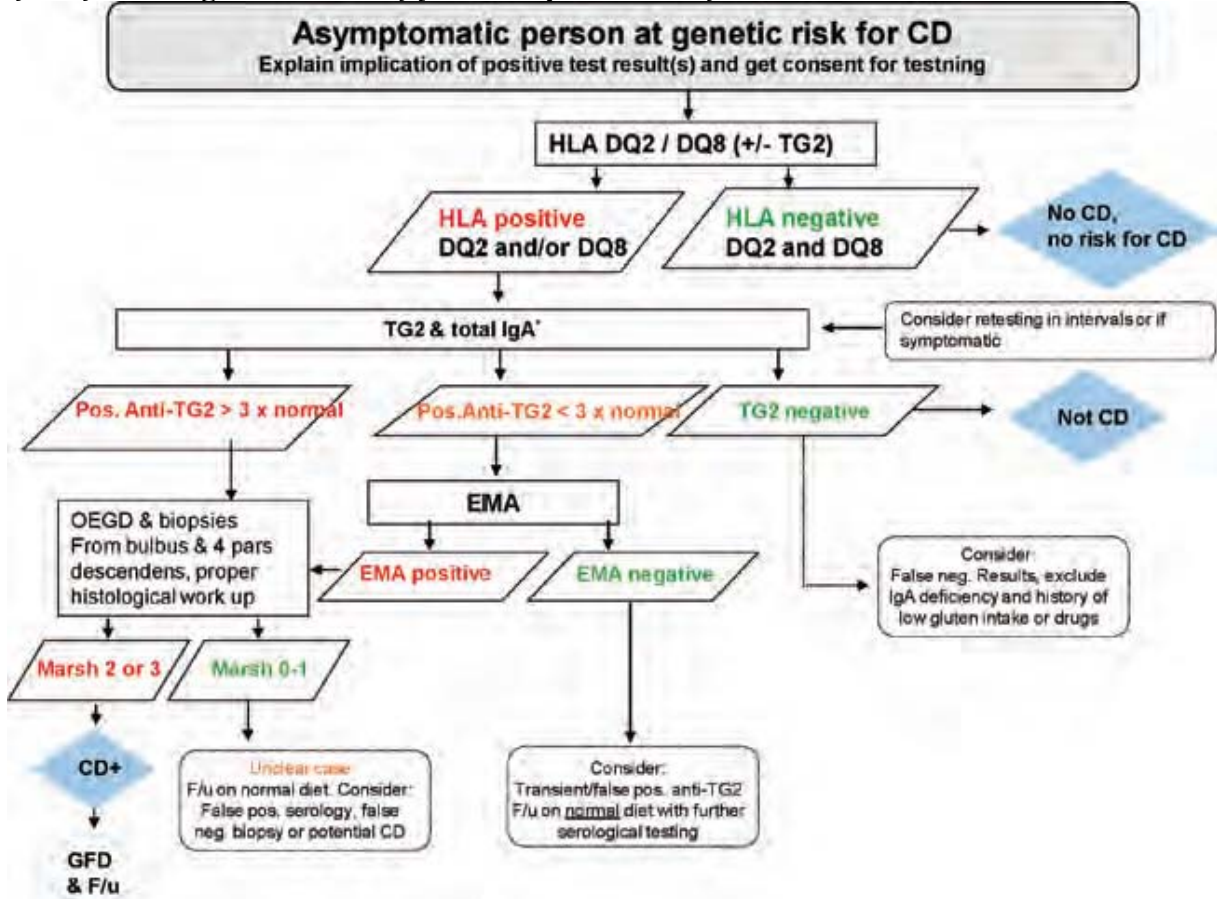 Asymptomatic person at genetic risk for CD
Explain implication of positive test result(s) and get consent for testning
HLA DQ2 / DQ8 (+/- TG2)
HLA positive
DQ2 and/or DQ8
HLA negative
DQ2 and DQ8
No CD,
no risk for CD
TG2 & total IgA*
Consider retesting in intervals or if
symptomatic
Pos. Anti-TG2 > 3 x normal
Pos.Anti-TG2 < 3 x normal
TG2 negative
Not CD
EMA
OEGD & biopsies
From bulbus & 4 pars
descendens, proper
histological work up
EMA positive
EMA negative
Consider:
False neg. Results, exclude
IgA deficiency and history of
low gluten intake or drugs
Marsh 2 or 3
Marsh 0-1
CD+
Unclear case
F/u on normal diet. Consider:
False pos. serology, false
neg. biopsy or potential CD
Consider:
Transient/false pos. anti-TG2
F/u on normal diet with further
serological testing
GFD
& F/u